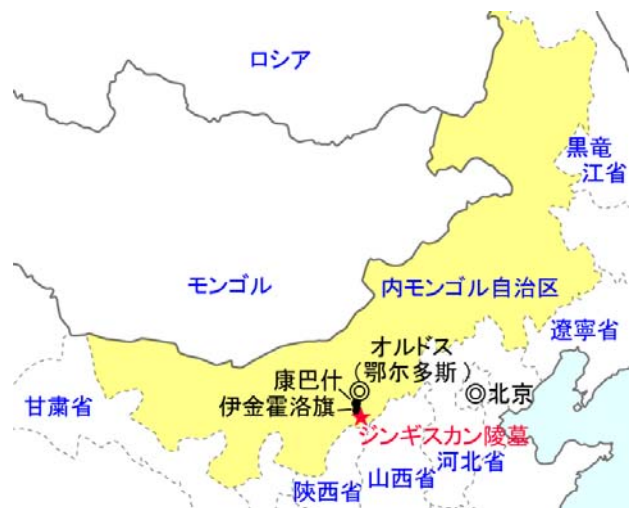 ロシア
黒竜
江省
モンゴル
内モンゴル自治区
遼寧省
オルドス
(鄂尔多斯)
康巴什
伊金霍洛旗
甘粛省
北京
ジンギスカン陵墓
河北省
山西省
陝西省